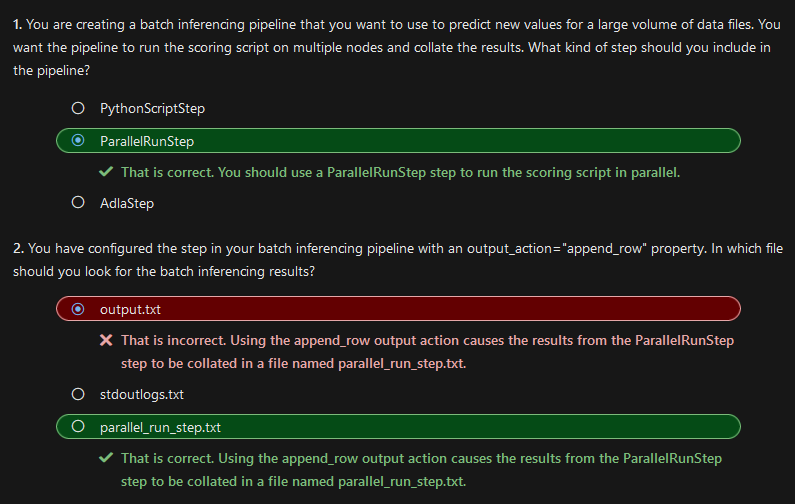 1. You are creating a batch inferencing pipeline that you want to use to predict new values for a large volume of data files. You
want the pipeline to run the scoring script on multiple nodes and collate the results. What kind of step should you include in
the pipeline?
PythonScriptStep
ParallelRunStep
That is correct. You should use a ParallelRunStep step to run the scoring script in parallel.
AdlaStep
2. You have configured the step in your batch inferencing pipeline with an output_action="append_row" property. In which file
should you look for the batch inferencing results?
output.txt
That is incorrect. Using the append_row output action causes the results from the ParallelRunStep
step to be collated in a file named parallel_run_step.txt.
stdoutlogs.txt
parallel_run_step.txt
That is correct. Using the append_row output action causes the results from the ParallelRunStep
step to be collated in a file named parallel_run_step.txt.